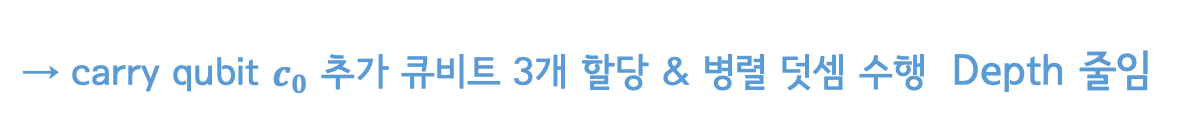 → carry qubit c₀ 추가 큐비트 3개 할당 & 병렬 덧셈 수행 Depth 줄임